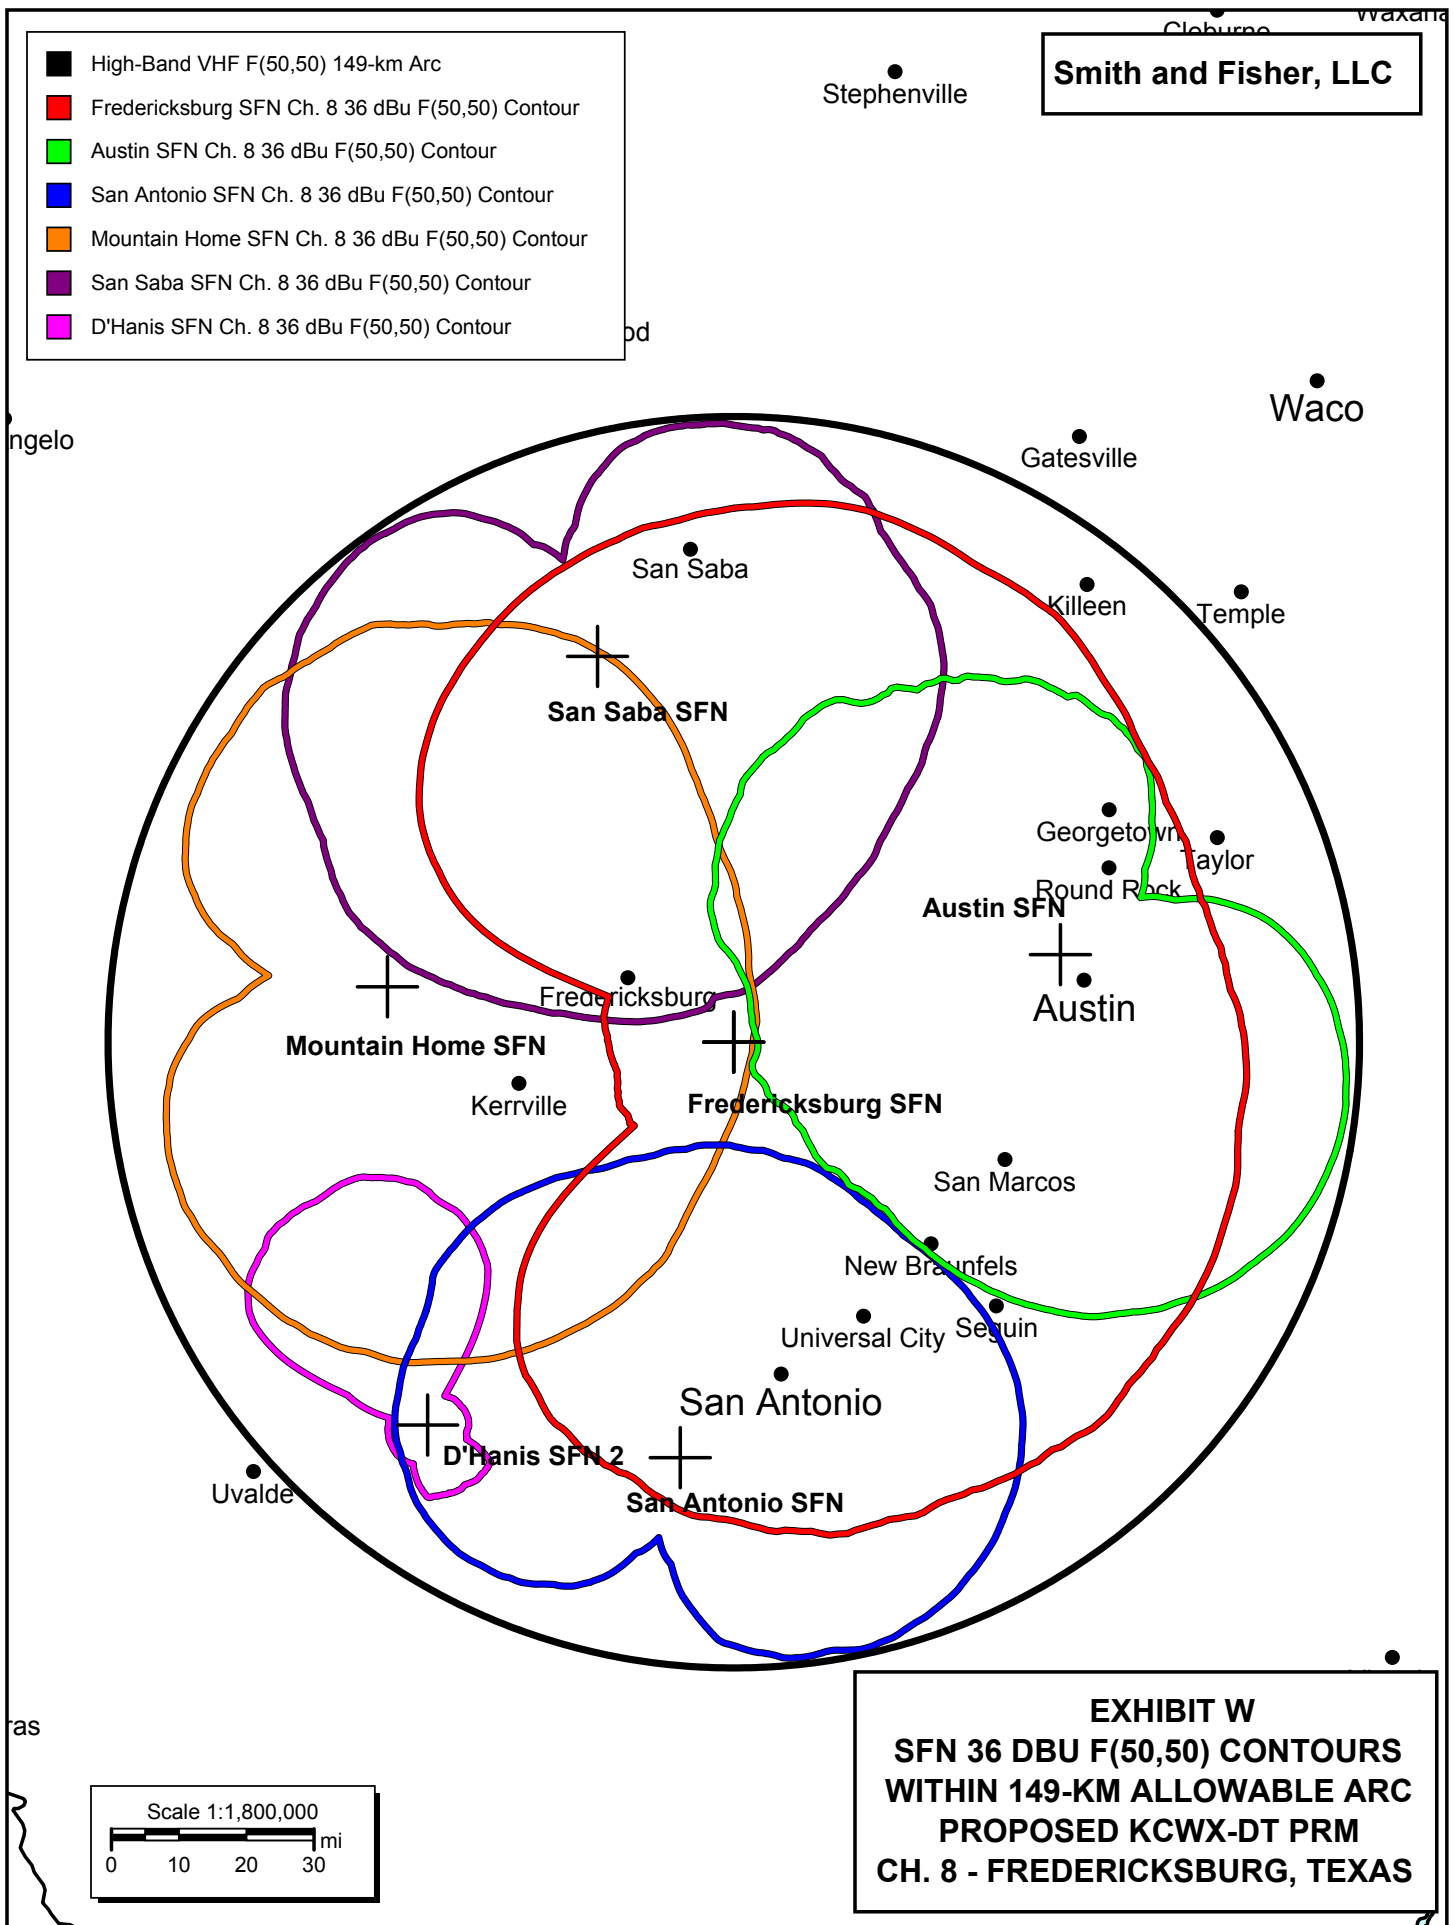 Cleburne
Smith and Fisher, LLC
High-Band VHF F(50,50) 149-km Arc
Fredericksburg SFN Ch. 8 36 dBu F(50,50) Contour
Austin SFN Ch. 8 36 dBu F(50,50) Contour
San Antonio SFN Ch. 8 36 dBu F(50,50) Contour
Mountain Home SFN Ch. 8 36 dBu F(50,50) Contour
San Saba SFN Ch. 8 36 dBu F(50,50) Contour
D'Hanis SFN Ch. 8 36 dBu F(50,50) Contour
Stephenville
od
Waco
ngelo
Gatesville
San Saba
Killeen
Temple
San Saba SFN
Georgetown
Taylor
Round Rock
Austin SFN
Fredericksburg
Austin
Mountain Home SFN
Kerrville
Fredericksburg SFN
San Marcos
New Braunfels
Universal City
Seguin
San Antonio
D'Hanis SFN 2
Uvalde
San Antonio SFN
ras
EXHIBIT W
SFN 36 DBU F(50,50) CONTOURS
WITHIN 149-KM ALLOWABLE ARC
PROPOSED KCWX-DT PRM
CH. 8 - FREDERICKSBURG, TEXAS
Scale 1:1,800,000
mi
0 10 20 30